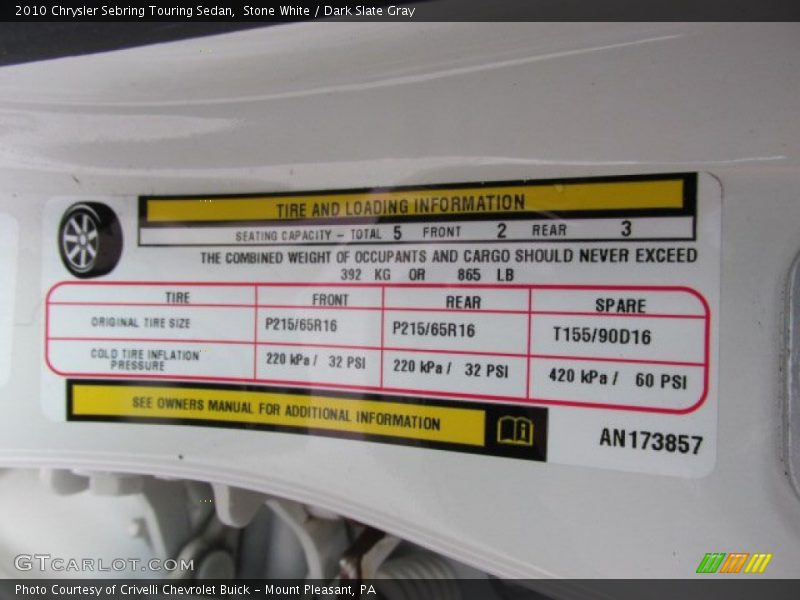 2010 Chrysler Sebring Touring Sedan,  Stone White / Dark Slate Gray
TIRE AND LOADING INFORMATION
SEATING CAPACITY - TOTAL 5 FRONT 2 REAR 3
THE COMBINED WEIGHT OF OCCUPANTS AND CARGO SHOULD NEVER EXCEED
392 KG OR 865 LB
TIRE FRONT REAR SPARE
ORIGINAL TIRE SIZE P215/65R16 P215/65R16 T155/90D16
COLD TIRE INFLATION
PRESSURE 220 kPa / 32 PSI 220 kPa / 32 PSI 420 kPa / 60 PSI
SEE OWNERS MANUAL FOR ADDITIONAL INFORMATION
AN173857
GTCARLOT.COM
Photo Courtesy of Crivelli Chevrolet Buick - Mount Pleasant, PA